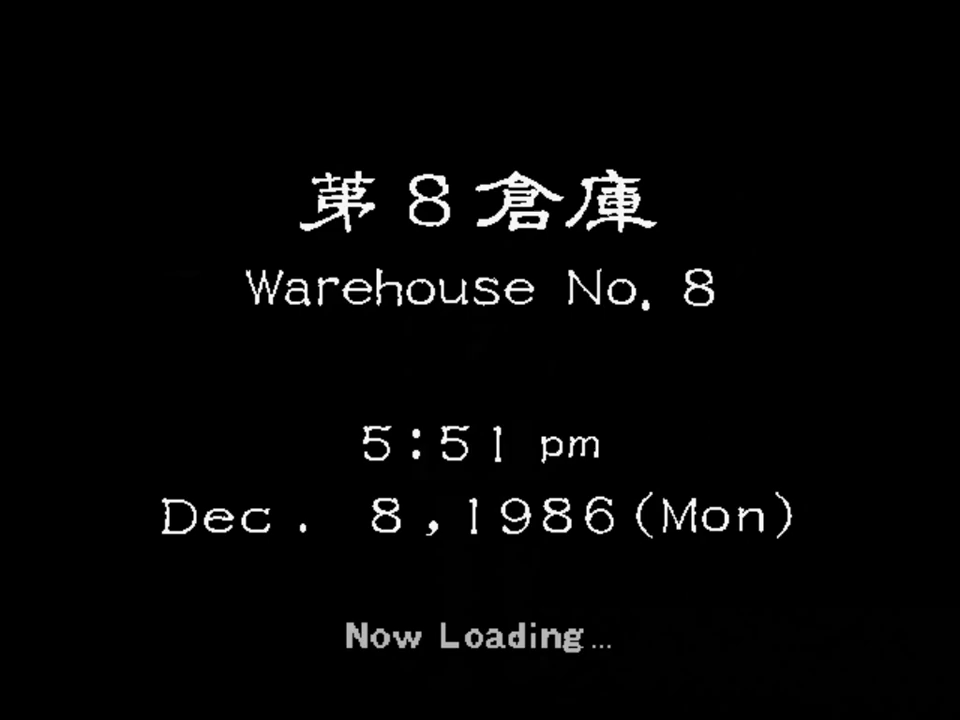 第8倉庫
Warehouse No. 8
5:51 pm
Dec. 8,1986(Mon)
Now Loading...